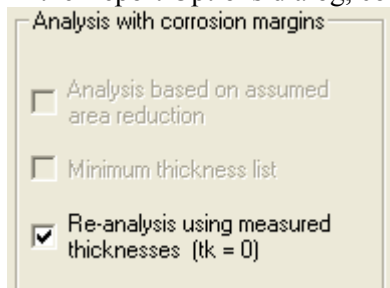 Analysis with corrosion margins
Analysis based on assumed
area reduction
Minimum thickness list
Re-analysis using measured
thicknesses (tk = 0)